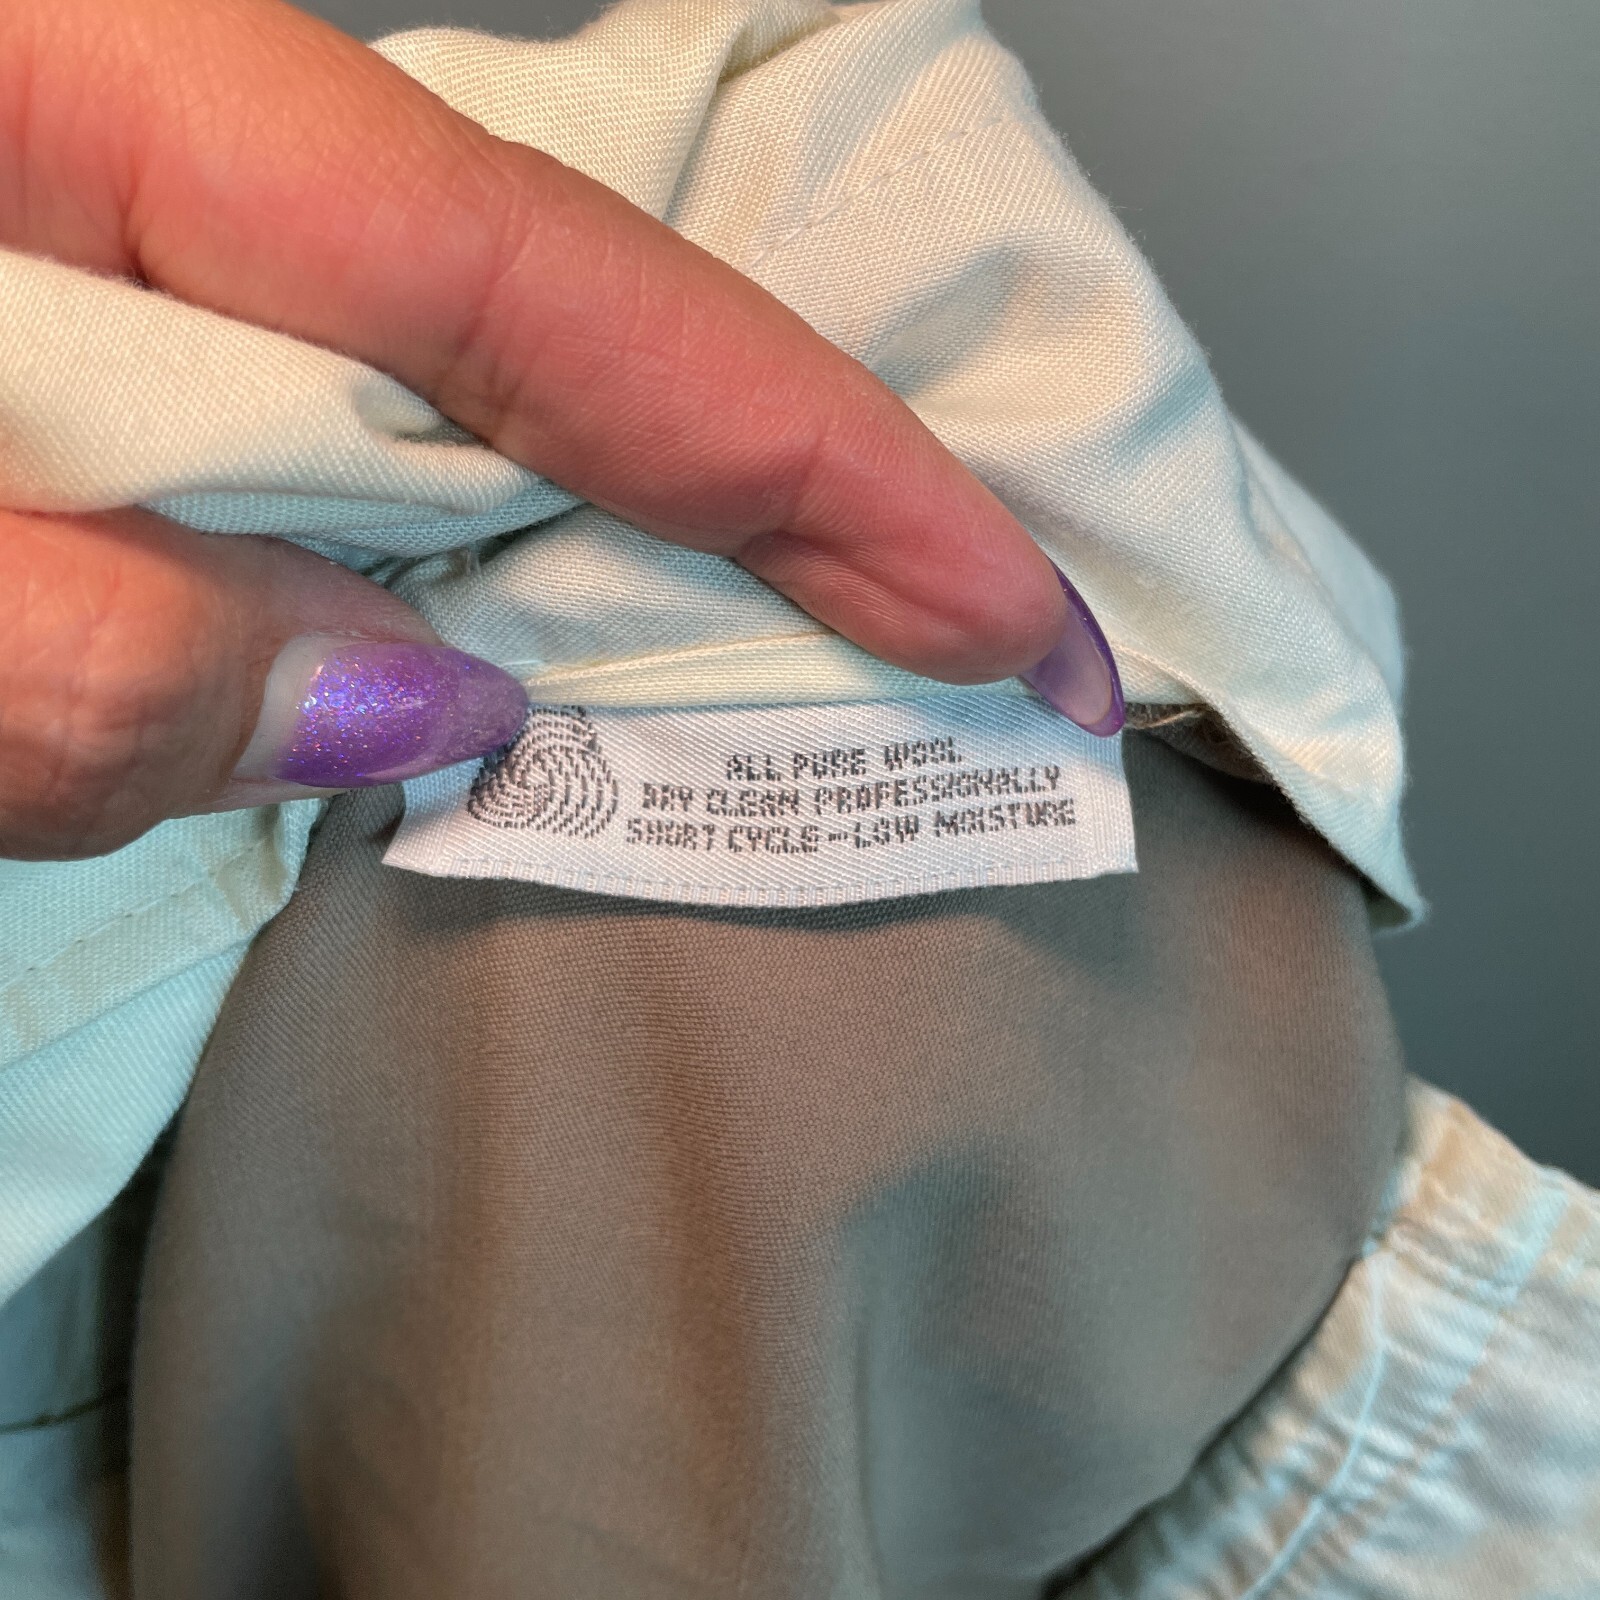 ALL PURE WOOL
DRY CLEAN PROFESSIONALLY
SHORT CYCLE-LOW MOISTURE